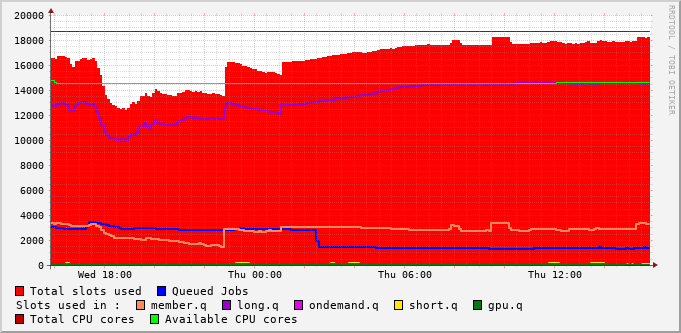 20000
18000
16000
14000
12000
10000
8000
6000
4000
2000
0
Wed 18:00 Thu 00:00 Thu 06:00 Thu 12:00
RRDTOOL / TOBI OETIKER
Total slots used Queued Jobs
Slots used in : member.q long.q ondemand.q short.q gpu.q
Total CPU cores Available CPU cores